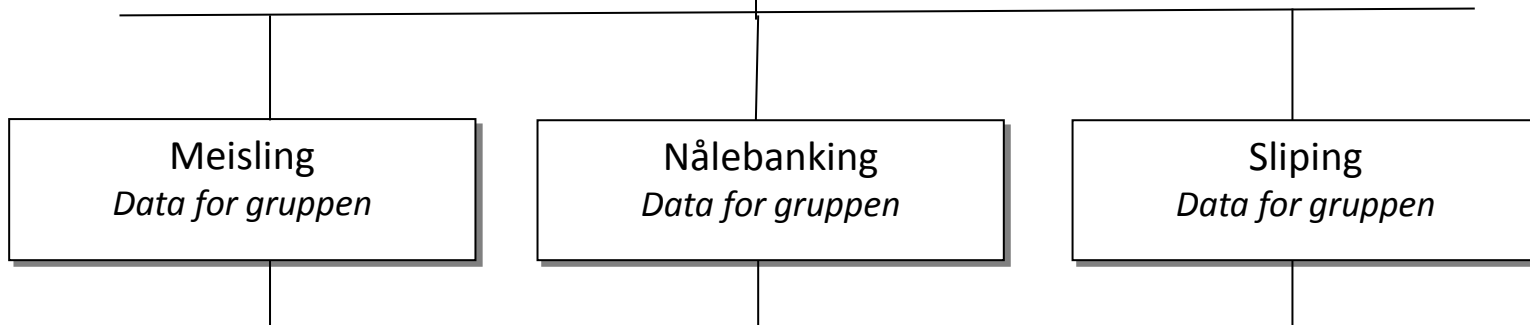 Meisling
Data for gruppen
Nålebanking
Data for gruppen
Sliping
Data for gruppen